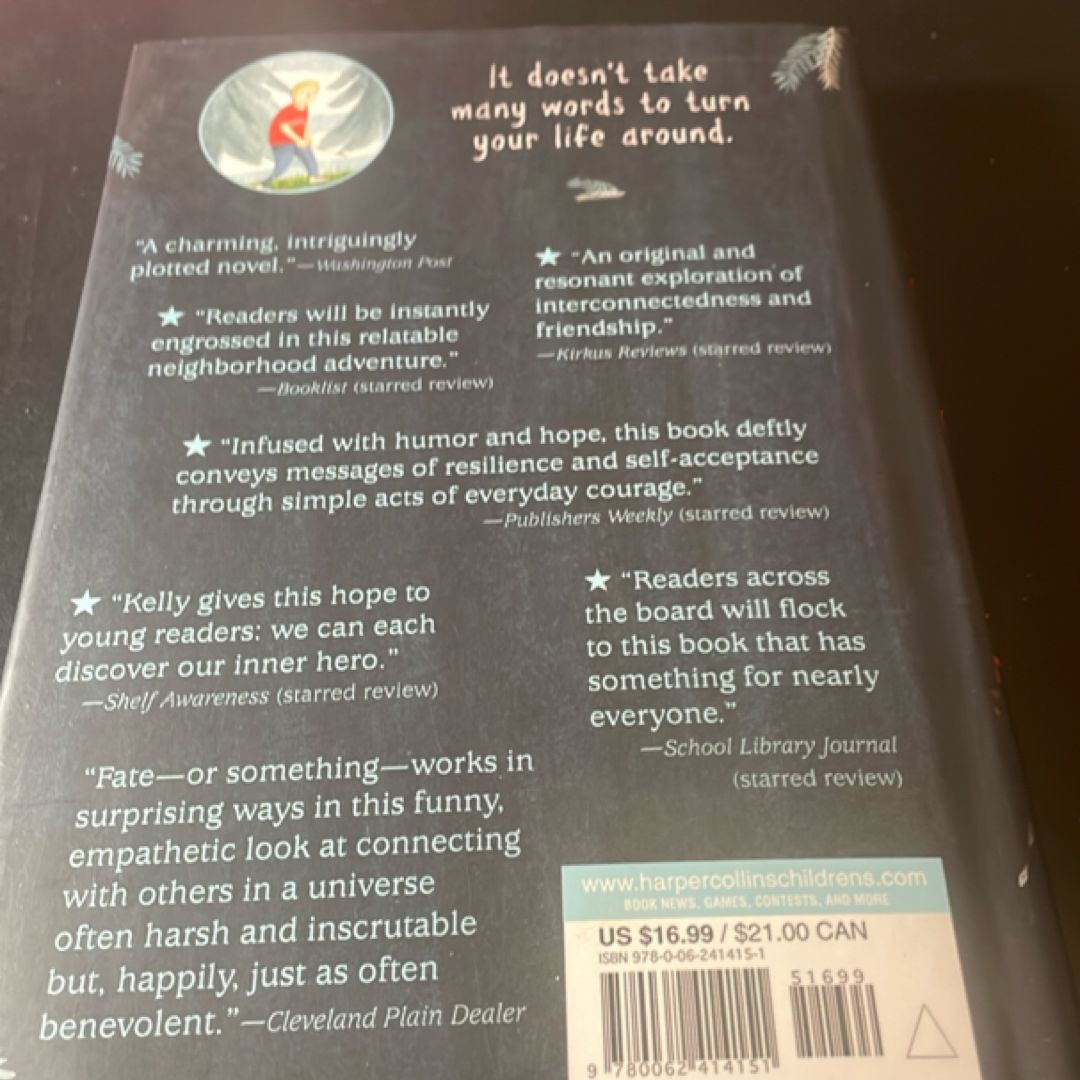 It doesn't take
many words to turn
your life around.
"A charming, intriguingly
plotted novel."—Washington Post
★ "An original and
resonant exploration of
interconnectedness and
friendship."
—Kirkus Reviews (starred review)
★ "Readers will be instantly
engrossed in this relatable
neighborhood adventure."
—Booklist (starred review)
★ "Infused with humor and hope, this book deftly
conveys messages of resilience and self-acceptance
through simple acts of everyday courage."
—Publishers Weekly (starred review)
★ "Kelly gives this hope to
young readers: we can each
discover our inner hero."
—Shelf Awareness (starred review)
★ "Readers across
the board will flock
to this book that has
something for nearly
everyone."
—School Library Journal
(starred review)
"Fate—or something—works in
surprising ways in this funny,
empathetic look at connecting
with others in a universe
often harsh and inscrutable
but, happily, just as often
benevolent."—Cleveland Plain Dealer
www.harpercollinschildrens.com
BOOK NEWS, GAMES, CONTESTS, AND MORE
US $16.99 / $21.00 CAN
ISBN 978-0-06-241415-1
51699
9 780062 414151